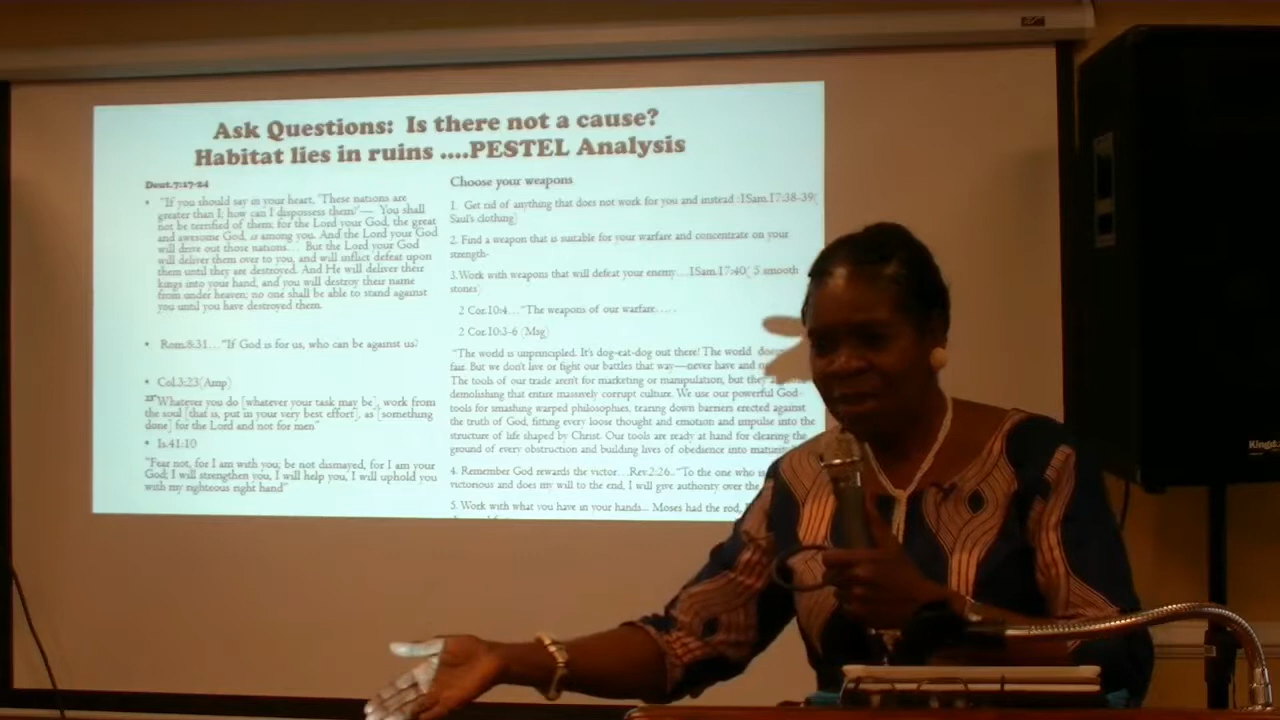 Ask Questions: Is there not a cause?
Habitat lies in ruins ....PESTEL Analysis
Deut.7:17-24
• "If you should say in your heart, 'These nations are
greater than I, how can I dispossess them?'— You shall
not be terrified of them; for the Lord your God, the great
and awesome God, is among you. And the Lord your God
will drive out those nations. . . But the Lord your God
will deliver them over to you, and will inflict defeat upon
them until they are destroyed. And He will deliver their
kings into your hand, and you will destroy their name
from under heaven; no one shall be able to stand against
you until you have destroyed them.
• Rom.8:31…"If God is for us, who can be against us?
• Col.3:23(Amp)
23"Whatever you do [whatever your task may be], work from
the soul [that is, put in your very best effort], as [something
done] for the Lord and not for men"
• Is.41:10
"Fear not, for I am with you; be not dismayed, for I am your
God; I will strengthen you, I will help you, I will uphold you
with my righteous right hand"
Choose your weapons
1. Get rid of anything that does not work for you and instead :1Sam.17:38-39(
Saul's clothing)
2. Find a weapon that is suitable for your warfare and concentrate on your
strength-
3.Work with weapons that will defeat your enemy…1Sam.17:40( 5 smooth
stones)
2 Cor.10:4…"The weapons of our warfare…..
2 Cor.10:3-6 (Msg)
"The world is unprincipled. It's dog-eat-dog out there! The world
fair. But we don't live or fight our battles that way—never have and
The tools of our trade aren't for marketing or manipulation, but they
demolishing that entire massively corrupt culture. We use our powerful God-
tools for smashing warped philosophies, tearing down barriers erected against
the truth of God, fitting every loose thought and emotion and impulse into the
structure of life shaped by Christ. Our tools are ready at hand for clearing the
ground of every obstruction and building lives of obedience into
4. Remember God rewards the victor…Rev.2:26.."To the one who is
victorious and does my will to the end, I will give authority over the
5. Work with what you have in your hands... Moses had the rod,